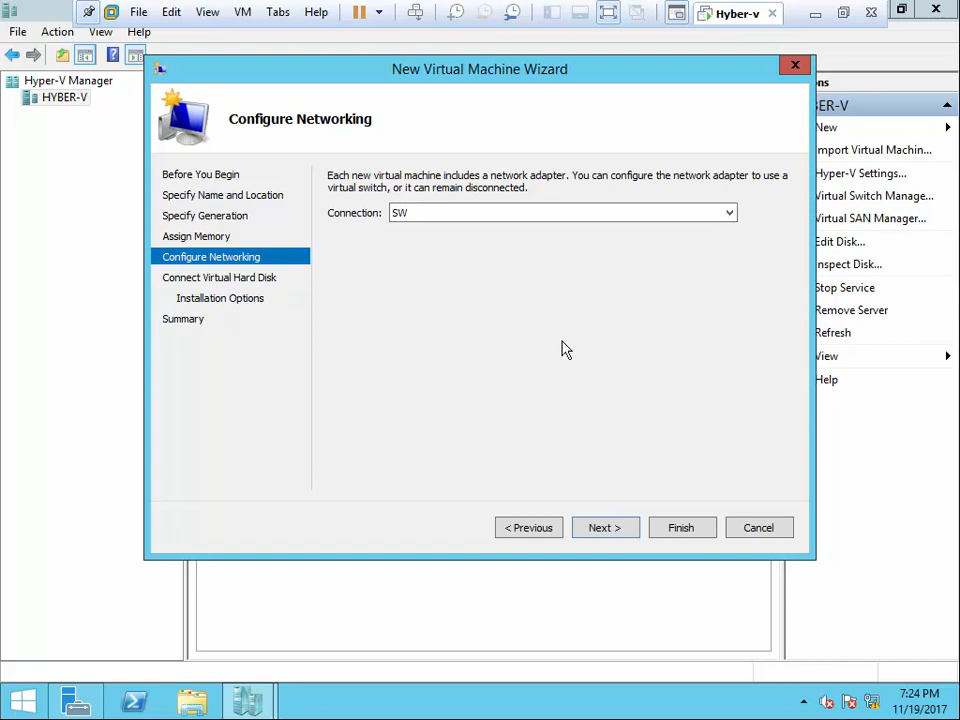 File Edit View VM Tabs Help Hyber-v
File Action View Help
New Virtual Machine Wizard
Hyper-V Manager
HYBER-V
Configure Networking
Before You Begin
Specify Name and Location
Specify Generation
Assign Memory
Configure Networking
Connect Virtual Hard Disk
Installation Options
Summary
Each new virtual machine includes a network adapter. You can configure the network adapter to use a
virtual switch, or it can remain disconnected.
Connection: SW
< Previous Next > Finish Cancel
ons
BER-V
New
mport Virtual Machin...
Hyper-V Settings...
Virtual Switch Manage...
Virtual SAN Manager...
Edit Disk...
nspect Disk...
Stop Service
Remove Server
Refresh
View
Help
7:24 PM
11/19/2017